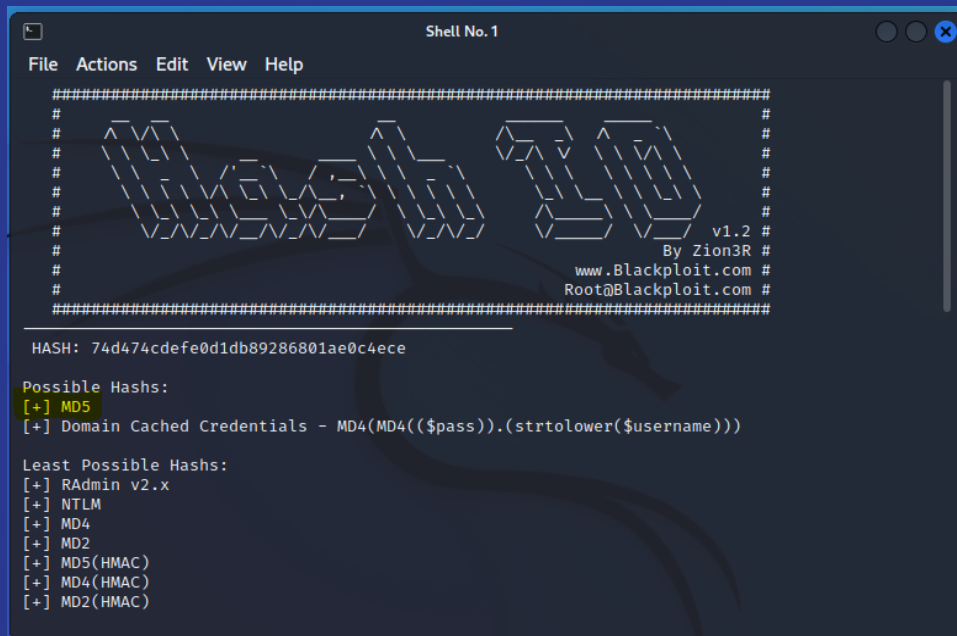 Shell No. 1
File Actions Edit View Help
########################################################################
Hash ID
v1.2 #
# By Zion3R #
# www.Blackploit.com #
# Root@Blackploit.com #
########################################################################
HASH: 74d474cdefe0d1db89286801ae0c4ece
Possible Hashs:
[+] MD5
[+] Domain Cached Credentials - MD4(MD4(($pass)).(strtolower($username)))
Least Possible Hashs:
[+] RAdmin v2.x
[+] NTLM
[+] MD4
[+] MD2
[+] MD5(HMAC)
[+] MD4(HMAC)
[+] MD2(HMAC)